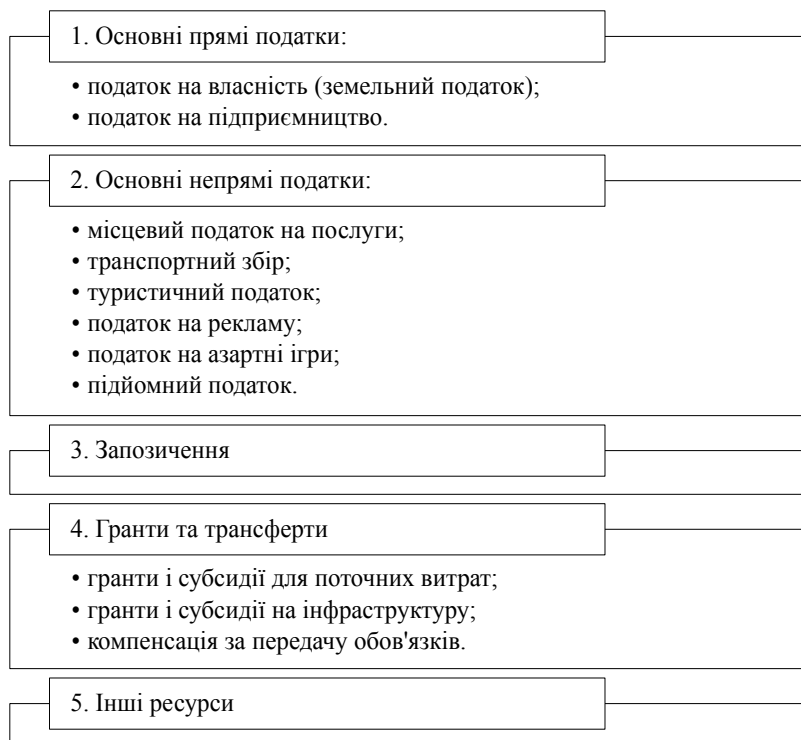 1. Основні прямі податки:
• податок на власність (земельний податок);
• податок на підприємництво.
2. Основні непрямі податки:
• місцевий податок на послуги;
• транспортний збір;
• туристичний податок;
• податок на рекламу;
• податок на азартні ігри;
• підйомний податок.
3. Запозичення
4. Гранти та трансферти
• гранти і субсидії для поточних витрат;
• гранти і субсидії на інфраструктуру;
• компенсація за передачу обов'язків.
5. Інші ресурси